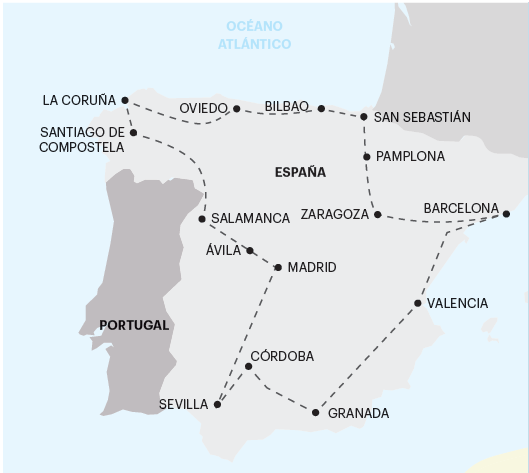 OCÉANO
ATLÁNTICO
LA CORUÑA
OVIEDO
BILBAO
SAN SEBASTIÁN
SANTIAGO DE
COMPOSTELA
PAMPLONA
ESPAÑA
BARCELONA
SALAMANCA
ZARAGOZA
ÁVILA
MADRID
VALENCIA
PORTUGAL
CÓRDOBA
SEVILLA
GRANADA